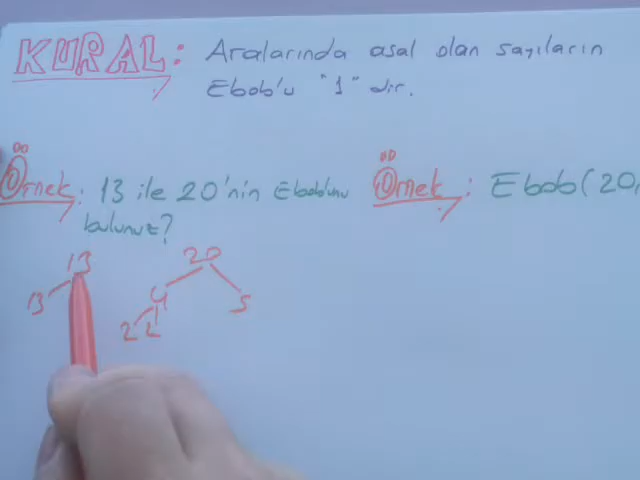 KURAL: Aralarında asal olan sayıların
Ebob'u "1" dir.
Örnek: 13 ile 20'nin Ebob'unu
bulunuz?
Örnek: Ebob(20,
13 20
13 4 5
2 2